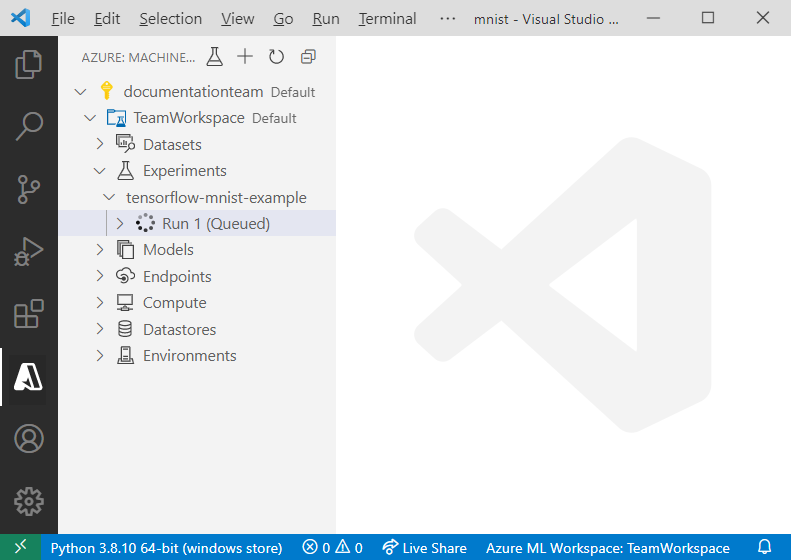 File Edit Selection View Go Run Terminal ··· mnist - Visual Studio ...
AZURE: MACHINE...
documentationteam Default
TeamWorkspace Default
Datasets
Experiments
tensorflow-mnist-example
Run 1 (Queued)
Models
Endpoints
Compute
Datastores
Environments
Python 3.8.10 64-bit (windows store) 0 0 Live Share Azure ML Workspace: TeamWorkspace